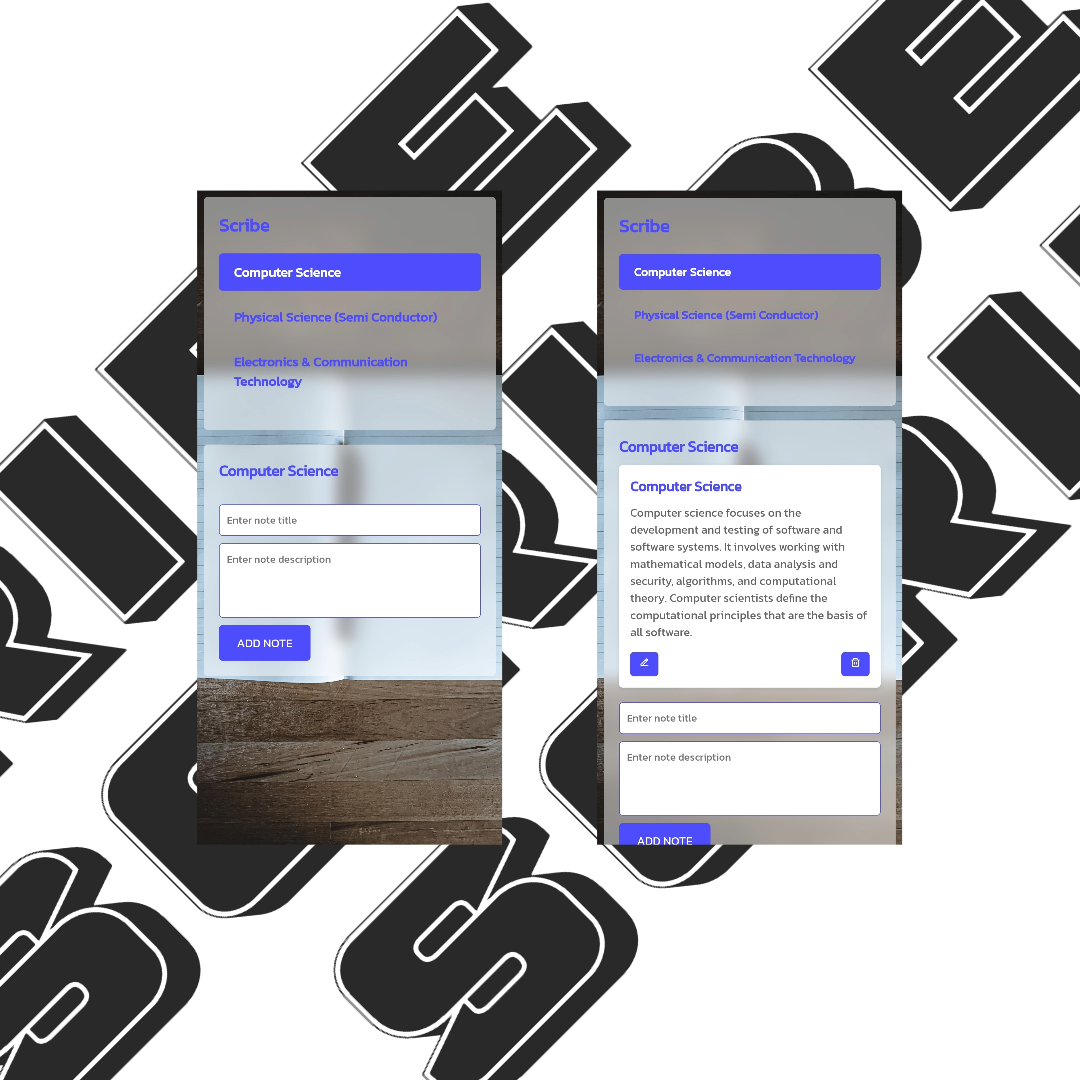 Scribe
Computer Science
Physical Science (Semi Conductor)
Electronics & Communication
Technology
Computer Science
Enter note title
Enter note description
ADD NOTE
Scribe
Computer Science
Physical Science (Semi Conductor)
Electronics & Communication Technology
Computer Science
Computer Science
Computer science focuses on the
development and testing of software and
software systems. It involves working with
mathematical models, data analysis and
security, algorithms, and computational
theory. Computer scientists define the
computational principles that are the basis of
all software.
Enter note title
Enter note description
ADD NOTE